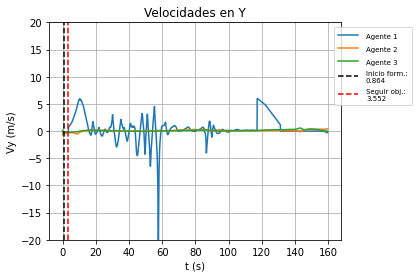 Velocidades en Y
Vy (m/s)
20
15
10
5
0
−5
−10
−15
−20
0 20 40 60 80 100 120 140 160
t (s)
Agente 1
Agente 2
Agente 3
Inicio form.:
0.864
Seguir obj.:
3.552